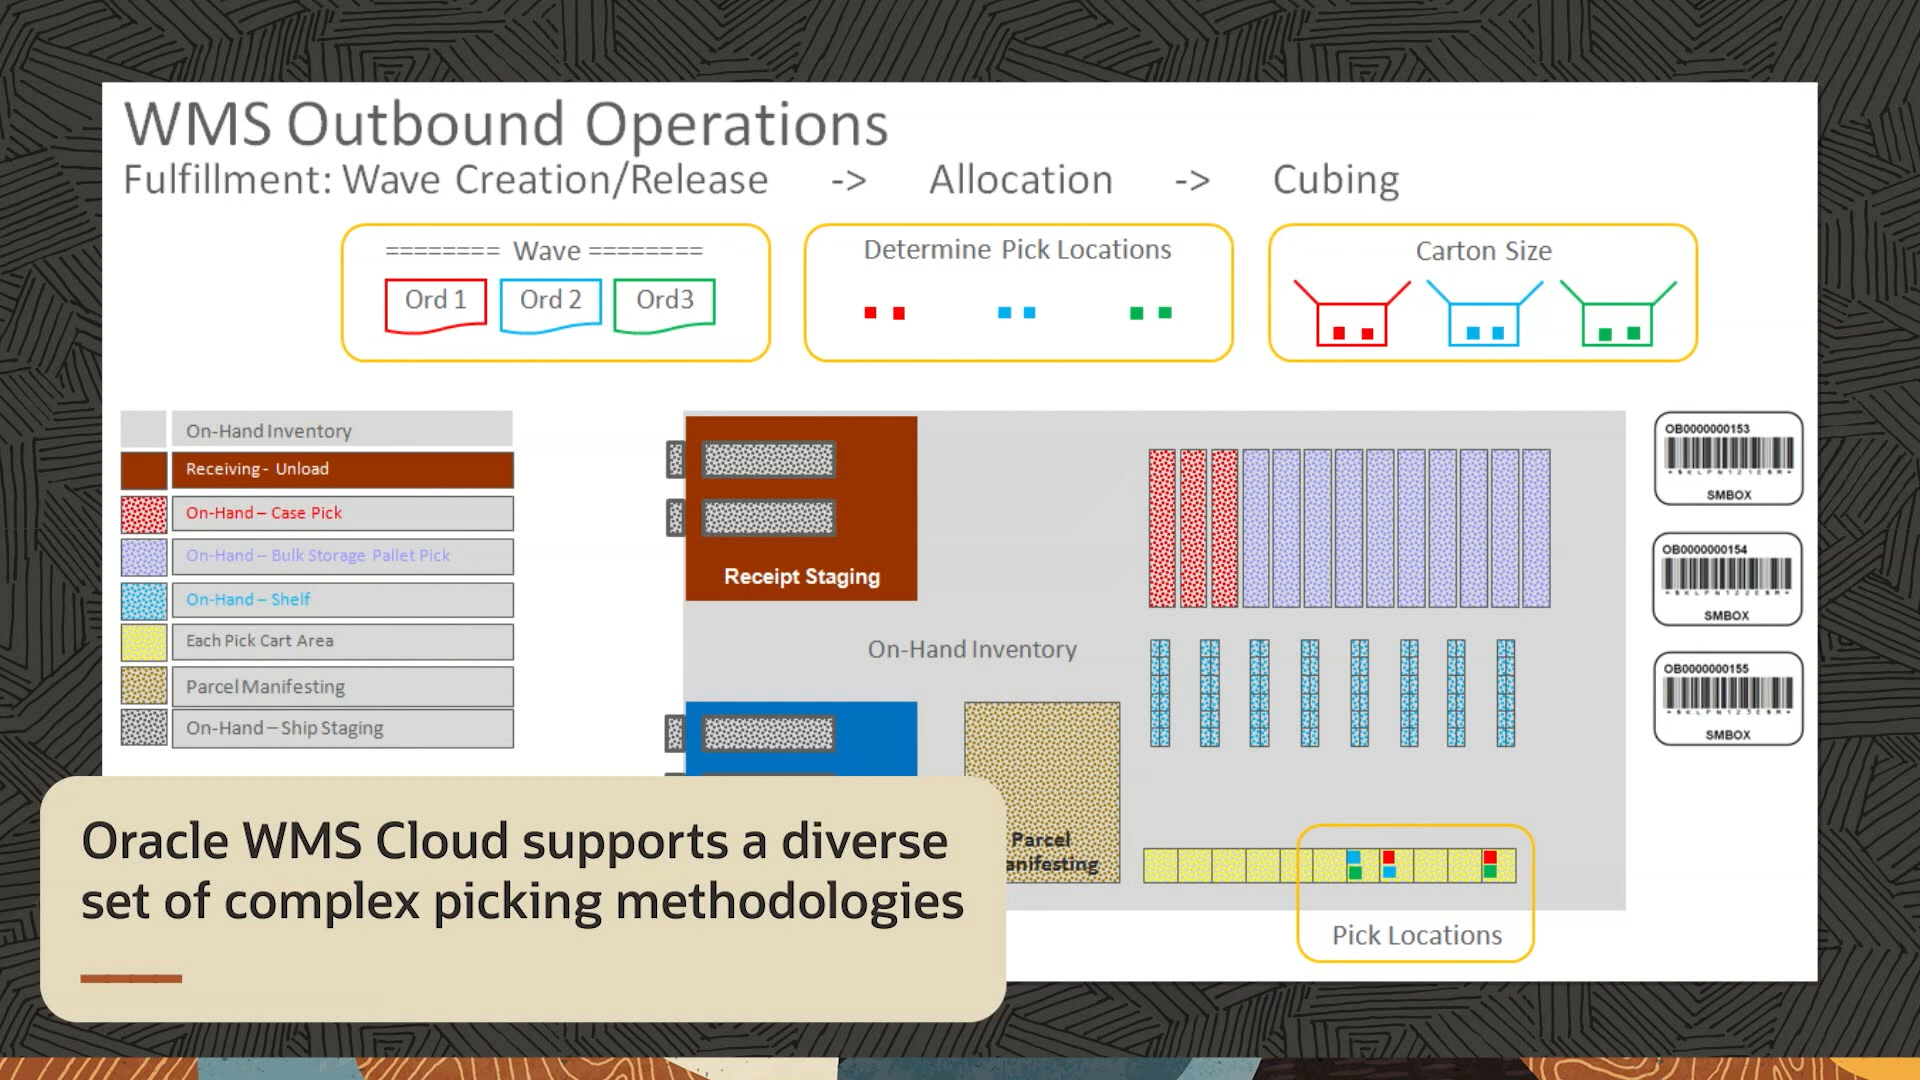 WMS Outbound Operations
Fulfillment: Wave Creation/Release -> Allocation -> Cubing
======== Wave ========
Ord 1 Ord 2 Ord3
Determine Pick Locations
Carton Size
On-Hand Inventory
Receiving - Unload
On-Hand – Case Pick
On-Hand – Bulk Storage Pallet Pick
On-Hand – Shelf
Each Pick Cart Area
Parcel Manifesting
On-Hand – Ship Staging
Receipt Staging
On-Hand Inventory
Parcel
anifesting
Pick Locations
OB0000000153
SMBOX
OB0000000154
SMBOX
OB0000000155
SMBOX
Oracle WMS Cloud supports a diverse
set of complex picking methodologies